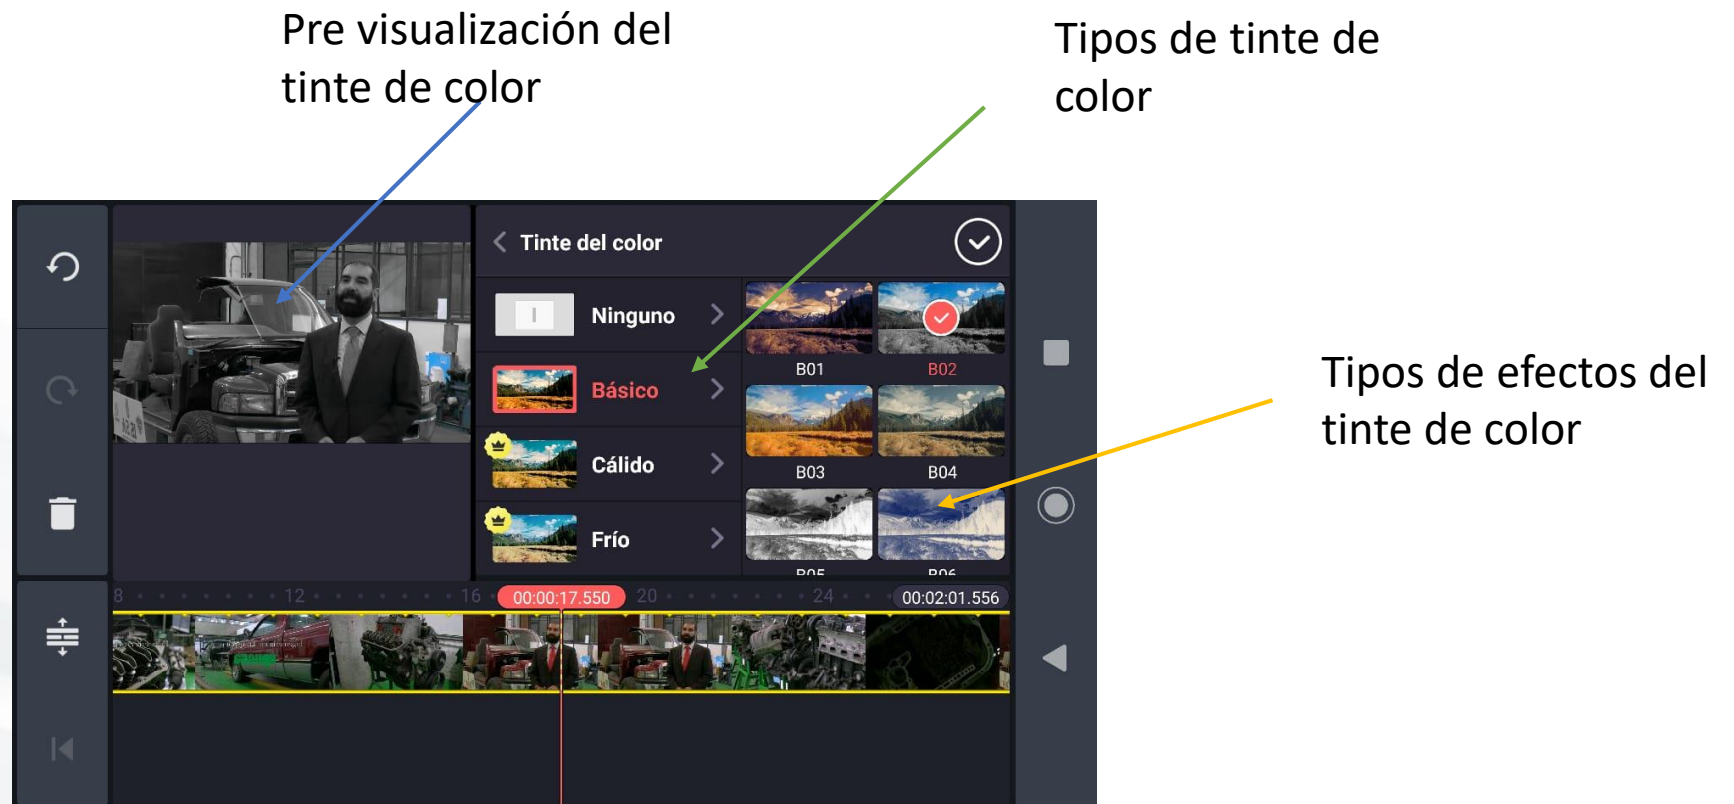 Pre visualización del
tinte de color
Tipos de tinte de
color
Tinte del color
Ninguno
Básico
Cálido
Frío
B01
B02
B03
B04
B05
B06
Tipos de efectos del
tinte de color
8
12
16
00:00:17.550
20
24
00:02:01.556